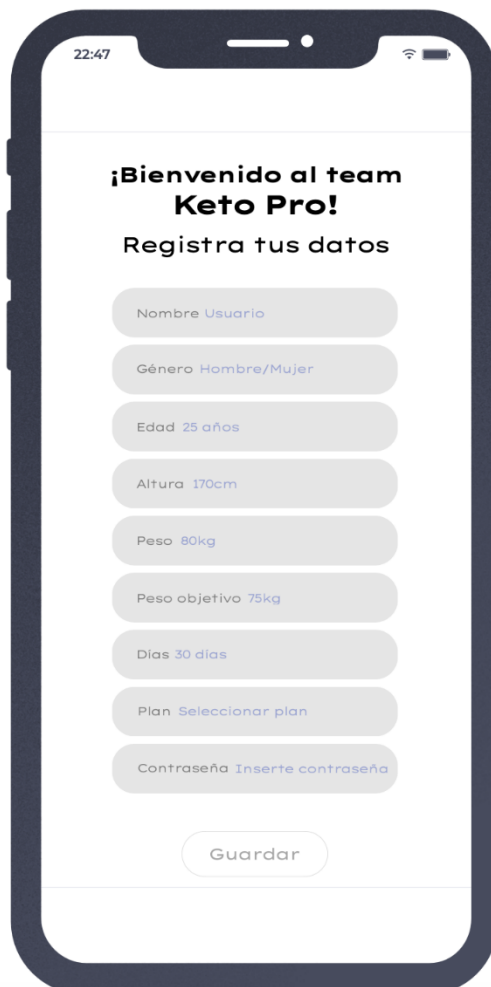 22:47
¡Bienvenido al team
Keto Pro!
Registra tus datos
Nombre Usuario
Género Hombre/Mujer
Edad 25 años
Altura 170cm
Peso 80kg
Peso objetivo 75kg
Días 30 dias
Plan Seleccionar plan
Contraseña Inserte contraseña
Guardar